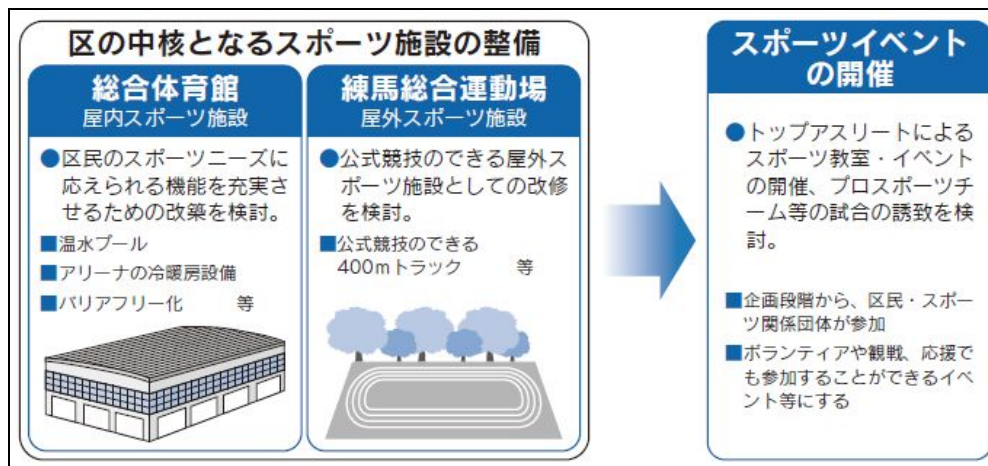 区の中核となるスポーツ施設の整備
総合体育館
屋内スポーツ施設
●区民のスポーツニーズに
応えられる機能を充実さ
せるための改築を検討。
■温水プール
■アリーナの冷暖房設備
■バリアフリー化 等
練馬総合運動場
屋外スポーツ施設
●公式競技のできる屋外ス
ポーツ施設としての改修
を検討。
■公式競技のできる
400mトラック 等
スポーツイベント
の開催
●トップアスリートによる
スポーツ教室・イベント
の開催、プロスポーツチ
ーム等の試合の誘致を検
討。
■企画段階から、区民・スポー
ツ関係団体が参加
■ボランティアや観戦、応援で
も参加することができるイベ
ント等にする